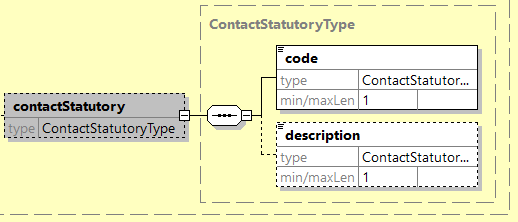 ContactStatutoryType
code
type ContactStatutor...
min/maxLen 1
contactStatutory
type ContactStatutoryType
description
type ContactStatutor...
min/maxLen 1